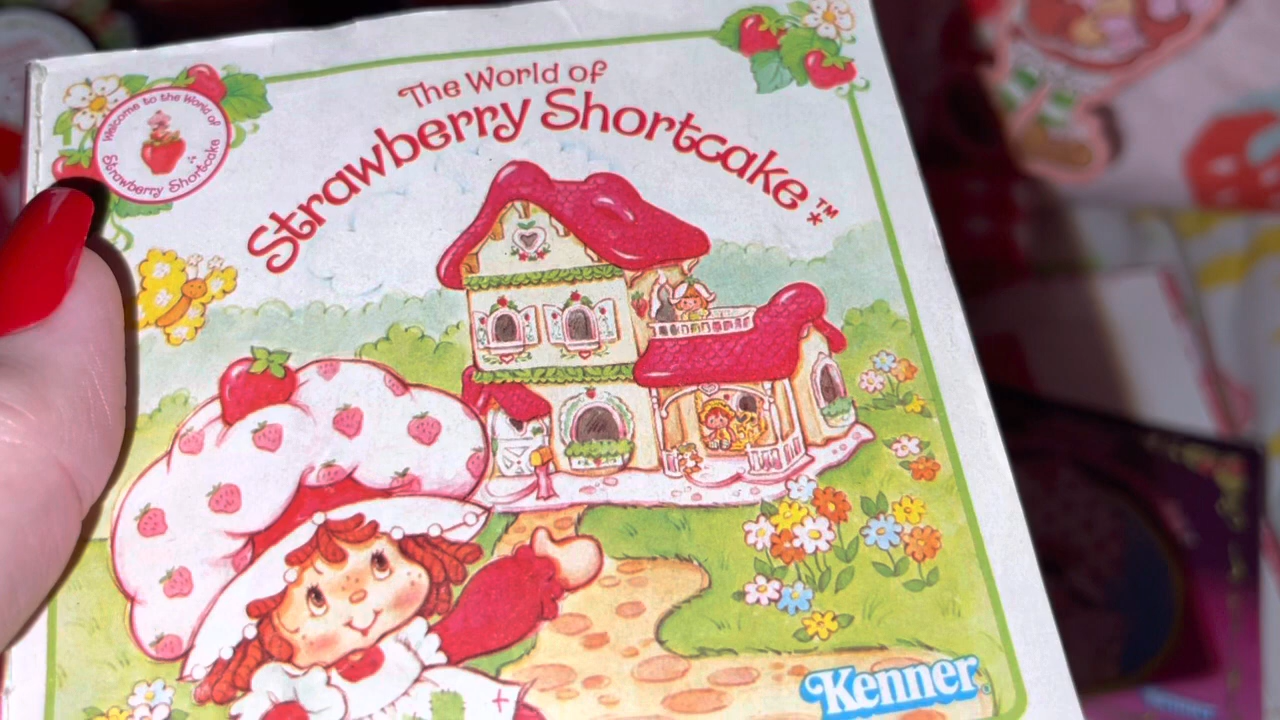 Welcome to the World of
Strawberry Shortcake
The World of
Strawberry Shortcake™
Kenner®